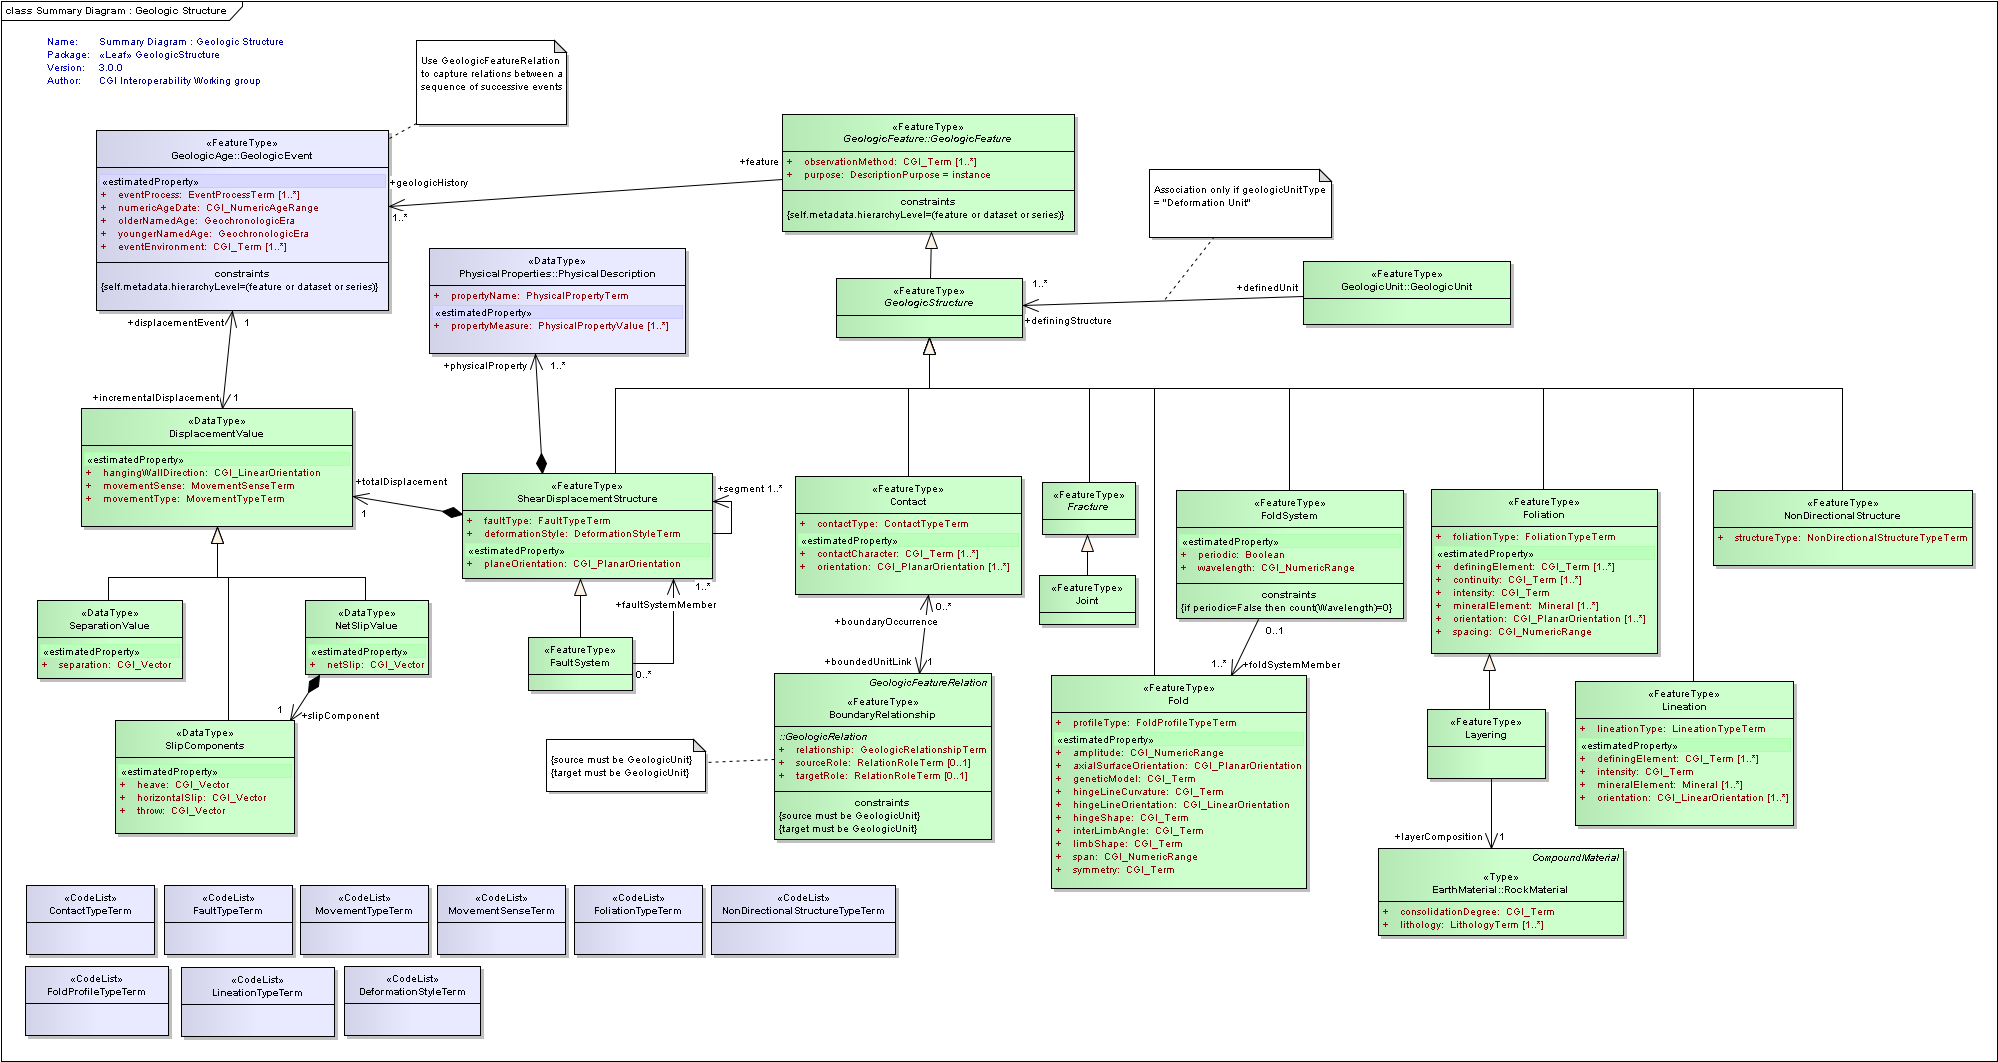 class Summary Diagram : Geologic Structure
Name: Summary Diagram : Geologic Structure
Package: «Leaf» GeologicStructure
Version: 3.0.0
Author: CGI Interoperability Working group
Use GeologicFeatureRelation
to capture relations between a
sequence of successive events
«FeatureType»
GeologicAge::GeologicEvent
«estimatedProperty»
+ eventProcess: EventProcessTerm [1..*]
+ numericAgeDate: CGI_NumericAgeRange
+ olderNamedAge: GeochronologicEra
+ youngerNamedAge: GeochronologicEra
+ eventEnvironment: CGI_Term [1..*]
constraints
{self.metadata.hierarchyLevel=(feature or dataset or series)}
+geologicHistory
1..*
+feature
«FeatureType»
GeologicFeature::GeologicFeature
+ observationMethod: CGI_Term [1..*]
+ purpose: DescriptionPurpose = instance
constraints
{self.metadata.hierarchyLevel=(feature or dataset or series)}
Association only if geologicUnitType
= "Deformation Unit"
«DataType»
PhysicalProperties::PhysicalDescription
+ propertyName: PhysicalPropertyTerm
«estimatedProperty»
+ propertyMeasure: PhysicalPropertyValue [1..*]
+physicalProperty
1..*
«FeatureType»
GeologicStructure
1..*
+definingStructure
+definedUnit
«FeatureType»
GeologicUnit::GeologicUnit
+displacementEvent
1
+incrementalDisplacement
1
«DataType»
DisplacementValue
«estimatedProperty»
+ hangingWallDirection: CGI_LinearOrientation
+ movementSense: MovementSenseTerm
+ movementType: MovementTypeTerm
+totalDisplacement
1
«FeatureType»
ShearDisplacementStructure
+ faultType: FaultTypeTerm
+ deformationStyle: DeformationStyleTerm
«estimatedProperty»
+ planeOrientation: CGI_PlanarOrientation
+segment 1..*
1..*
+faultSystemMember
«FeatureType»
FaultSystem
0..*
«FeatureType»
Contact
+ contactType: ContactTypeTerm
«estimatedProperty»
+ contactCharacter: CGI_Term [1..*]
+ orientation: CGI_PlanarOrientation [1..*]
0..*
+boundaryOccurrence
+boundedUnitLink
1
«FeatureType»
Fracture
«FeatureType»
Joint
«FeatureType»
FoldSystem
«estimatedProperty»
+ periodic: Boolean
+ wavelength: CGI_NumericRange
constraints
{if periodic=False then count(Wavelength)=0}
0..1
1..*
+foldSystemMember
«FeatureType»
Foliation
+ foliationType: FoliationTypeTerm
«estimatedProperty»
+ definingElement: CGI_Term [1..*]
+ continuity: CGI_Term [1..*]
+ intensity: CGI_Term
+ mineralElement: Mineral [1..*]
+ orientation: CGI_PlanarOrientation [1..*]
+ spacing: CGI_NumericRange
«FeatureType»
NonDirectionalStructure
+ structureType: NonDirectionalStructureTypeTerm
«DataType»
SeparationValue
«estimatedProperty»
+ separation: CGI_Vector
«DataType»
NetSlipValue
«estimatedProperty»
+ netSlip: CGI_Vector
1
+slipComponent
«DataType»
SlipComponents
«estimatedProperty»
+ heave: CGI_Vector
+ horizontalSlip: CGI_Vector
+ throw: CGI_Vector
{source must be GeologicUnit}
{target must be GeologicUnit}
GeologicFeatureRelation
«FeatureType»
BoundaryRelationship
::GeologicRelation
+ relationship: GeologicRelationshipTerm
+ sourceRole: RelationRoleTerm [0..1]
+ targetRole: RelationRoleTerm [0..1]
constraints
{source must be GeologicUnit}
{target must be GeologicUnit}
«FeatureType»
Fold
+ profileType: FoldProfileTypeTerm
«estimatedProperty»
+ amplitude: CGI_NumericRange
+ axialSurfaceOrientation: CGI_PlanarOrientation
+ geneticModel: CGI_Term
+ hingeLineCurvature: CGI_Term
+ hingeLineOrientation: CGI_LinearOrientation
+ hingeShape: CGI_Term
+ interLimbAngle: CGI_Term
+ limbShape: CGI_Term
+ span: CGI_NumericRange
+ symmetry: CGI_Term
«FeatureType»
Layering
+layerComposition
1
«FeatureType»
Lineation
+ lineationType: LineationTypeTerm
«estimatedProperty»
+ definingElement: CGI_Term [1..*]
+ intensity: CGI_Term
+ mineralElement: Mineral [1..*]
+ orientation: CGI_LinearOrientation [1..*]
CompoundMaterial
«Type»
EarthMaterial::RockMaterial
+ consolidationDegree: CGI_Term
+ lithology: LithologyTerm [1..*]
«CodeList»
ContactTypeTerm
«CodeList»
FaultTypeTerm
«CodeList»
MovementTypeTerm
«CodeList»
MovementSenseTerm
«CodeList»
FoliationTypeTerm
«CodeList»
NonDirectionalStructureTypeTerm
«CodeList»
FoldProfileTypeTerm
«CodeList»
LineationTypeTerm
«CodeList»
DeformationStyleTerm